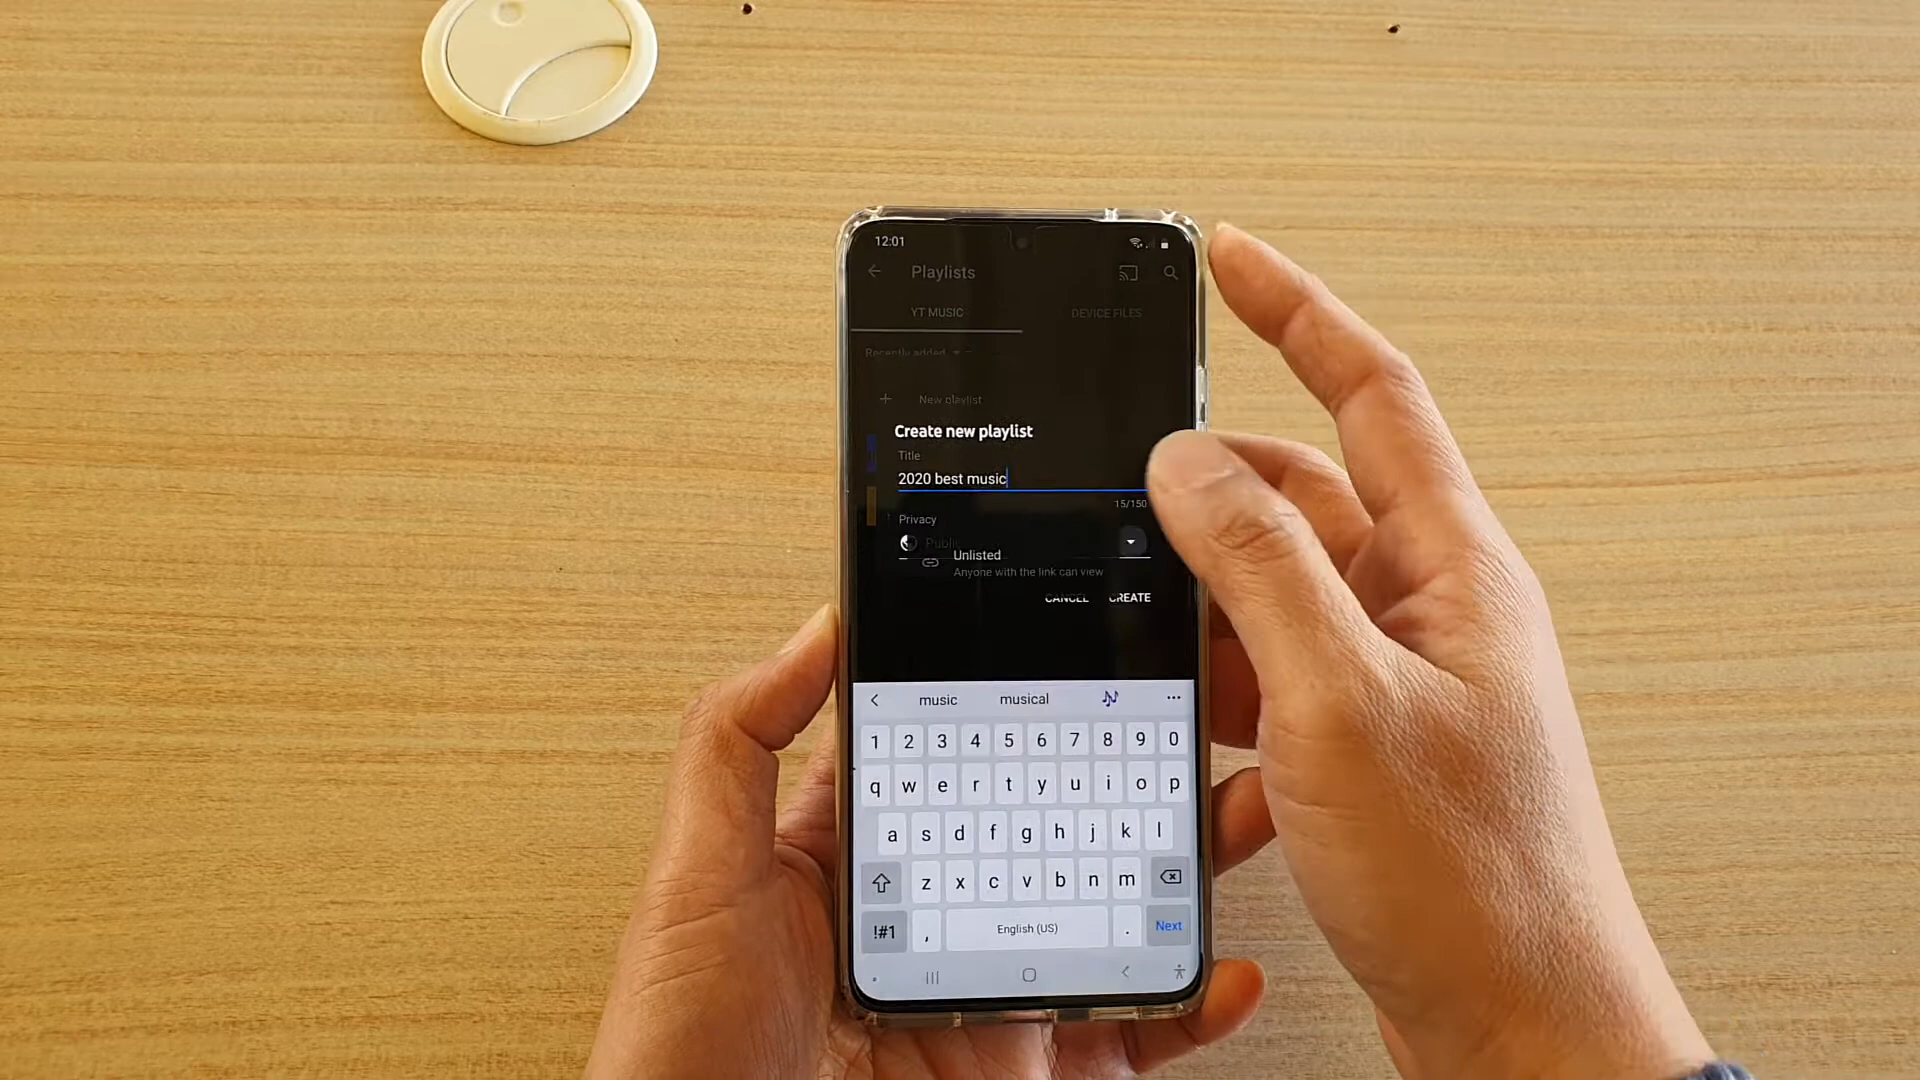 12:01
Playlists
YT MUSIC DEVICE FILES
Recently added
New playlist
Create new playlist
Title
2020 best music
15/150
Privacy
Public
Unlisted
Anyone with the link can view
CANCEL CREATE
music musical
1 2 3 4 5 6 7 8 9 0
q w e r t y u i o p
a s d f g h j k l
z x c v b n m
!#1 , English (US) . Next